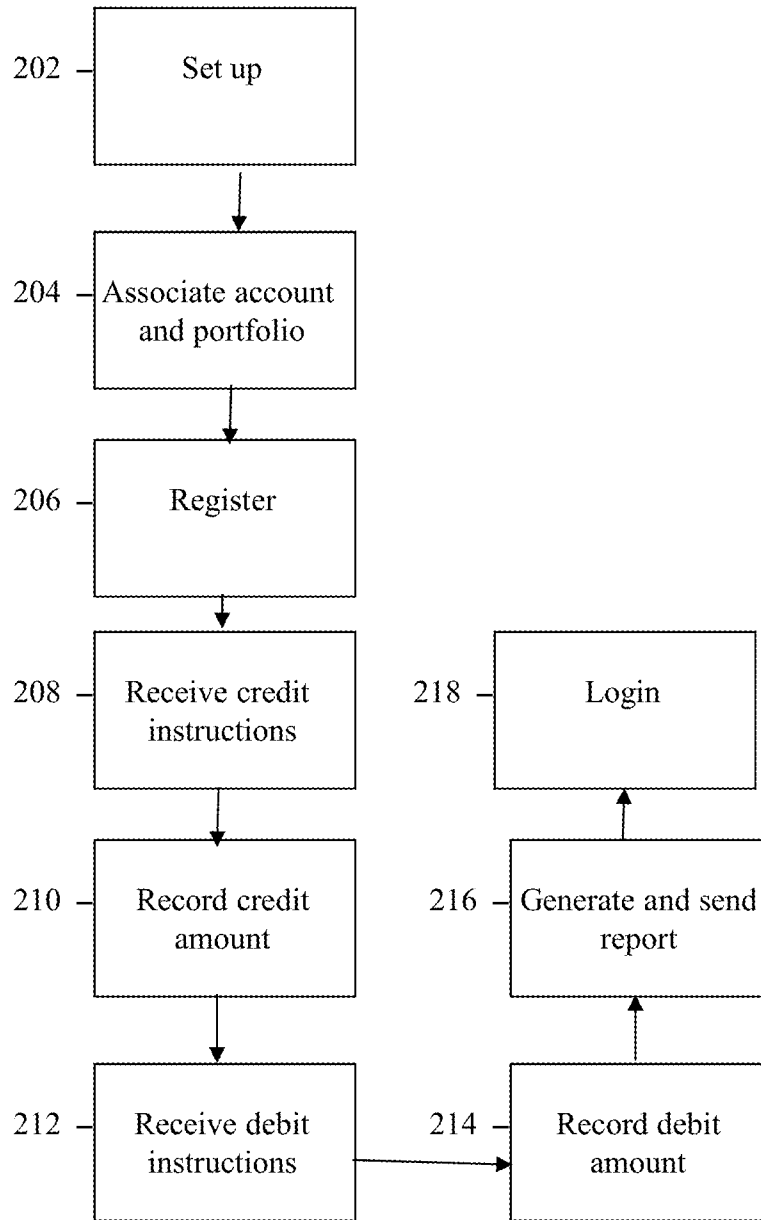 202
Set up
204
Associate account
and portfolio
206
Register
208
Receive credit
instructions
210
Record credit
amount
212
Receive debit
instructions
214
Record debit
amount
216
Generate and send
report
218
Login